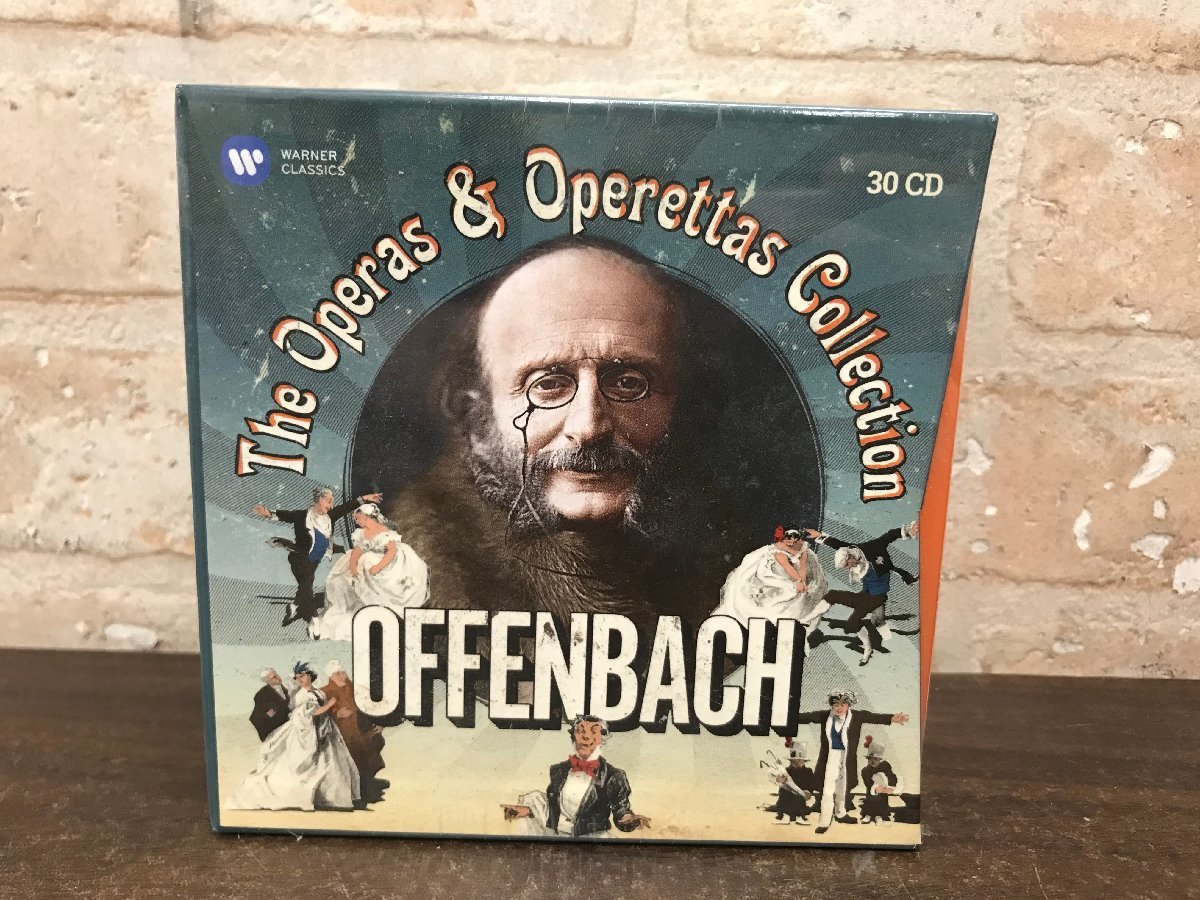 WARNER
CLASSICS
30 CD
The Operas & Operettas Collection
OFFENBACH